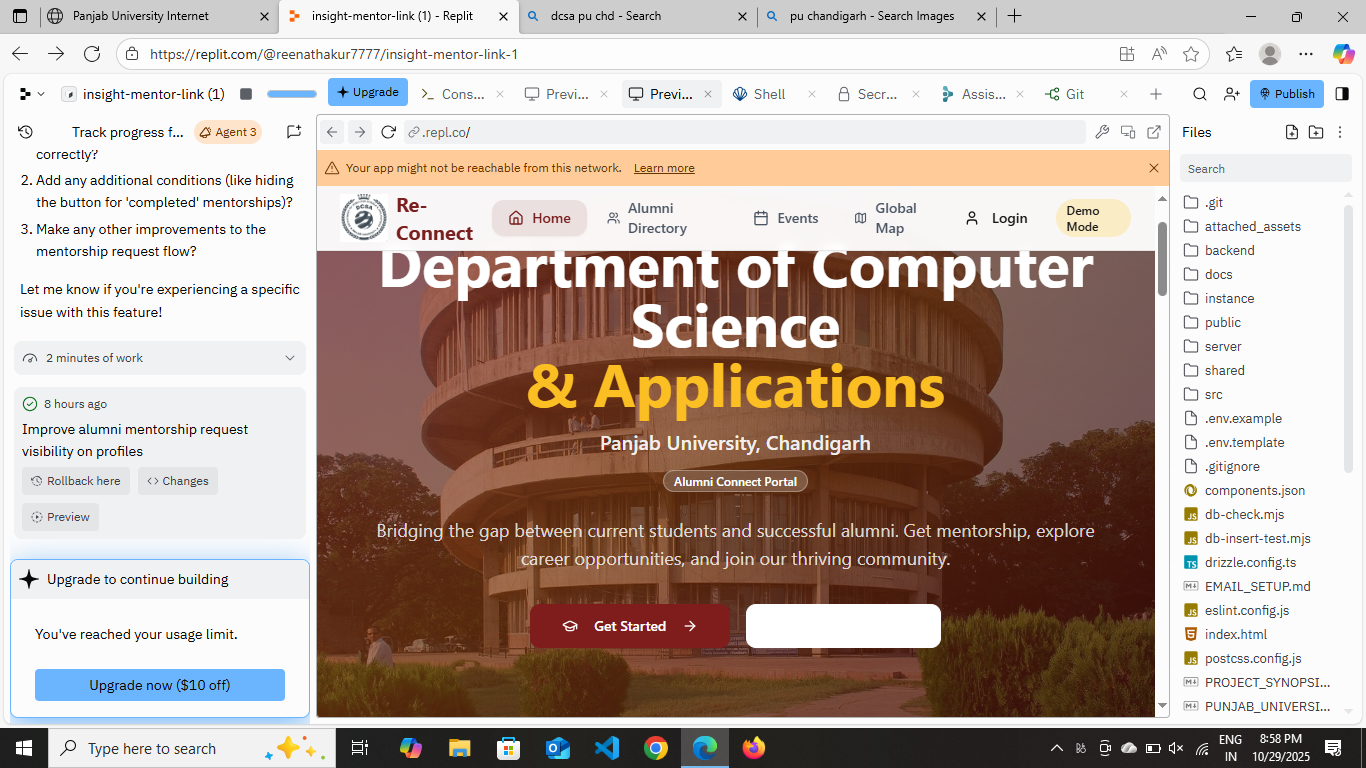 Panjab University Internet
insight-mentor-link (1) - Replit
dcsa pu chd - Search
pu chandigarh - Search Images
https://replit.com/@reenathakur7777/insight-mentor-link-1
insight-mentor-link (1)
Upgrade
Cons...
Previ...
Previ...
Shell
Secr...
Assis...
Git
Publish
Track progress f...
Agent 3
correctly?
2. Add any additional conditions (like hiding
the button for 'completed' mentorships)?
3. Make any other improvements to the
mentorship request flow?
Let me know if you're experiencing a specific
issue with this feature!
2 minutes of work
8 hours ago
Improve alumni mentorship request
visibility on profiles
Rollback here
Changes
Preview
Upgrade to continue building
You've reached your usage limit.
Upgrade now ($10 off)
.repl.co/
Your app might not be reachable from this network. Learn more
DCSA
Re-
Connect
Home
Alumni
Directory
Events
Global
Map
Login
Demo
Mode
Department of Computer
Science
& Applications
Panjab University, Chandigarh
Alumni Connect Portal
Bridging the gap between current students and successful alumni. Get mentorship, explore
career opportunities, and join our thriving community.
Get Started
Files
Search
.git
attached_assets
backend
docs
instance
public
server
shared
src
.env.example
.env.template
.gitignore
components.json
JS db-check.mjs
JS db-insert-test.mjs
TS drizzle.config.ts
EMAIL_SETUP.md
JS eslint.config.js
index.html
JS postcss.config.js
PROJECT_SYNOPSI...
PUNJAB_UNIVERSI...
Type here to search
ENG
IN
8:58 PM
10/29/2025